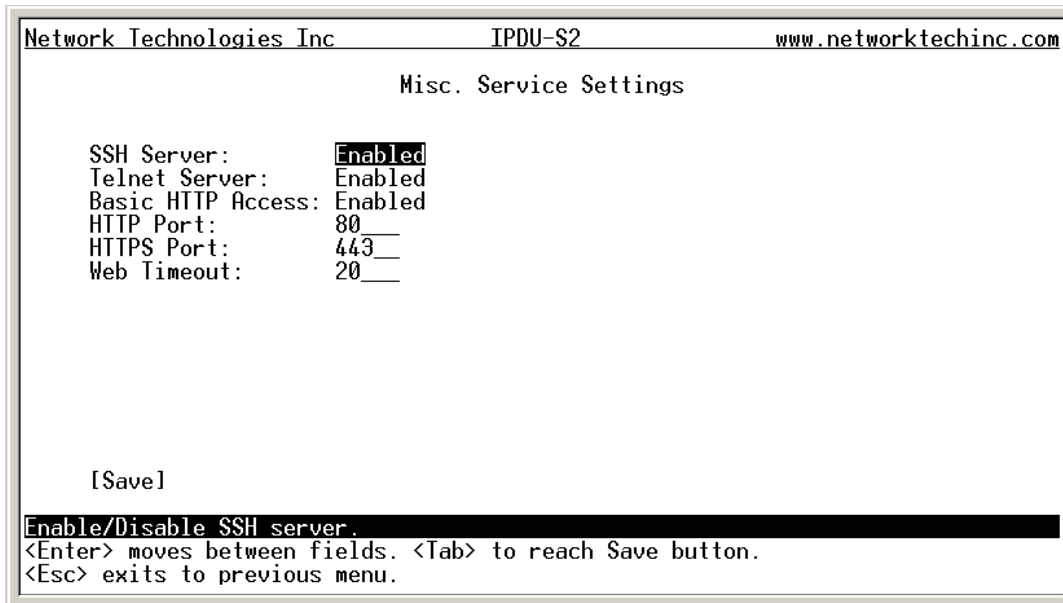 Network Technologies Inc IPDU-S2 www.networktechinc.com
Misc. Service Settings
SSH Server: Enabled
Telnet Server: Enabled
Basic HTTP Access: Enabled
HTTP Port: 80___
HTTPS Port: 443__
Web Timeout: 20___
[Save]
Enable/Disable SSH server.
<Enter> moves between fields. <Tab> to reach Save button.
<Esc> exits to previous menu.